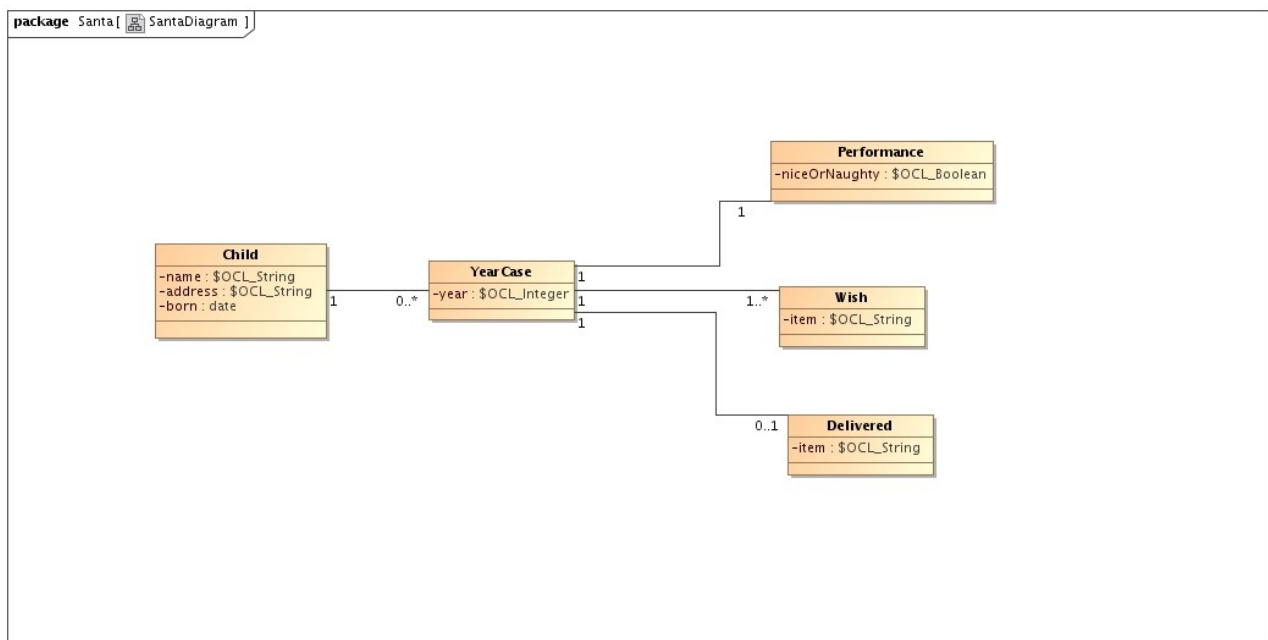 package Santa [ SantaDiagram ]
Performance
-niceOrNaughty : $OCL_Boolean
1
Child
-name : $OCL_String
-address : $OCL_String
-born : date
1
0..*
YearCase
-year : $OCL_Integer
1
1
1
1..*
Wish
-item : $OCL_String
0..1
Delivered
-item : $OCL_String